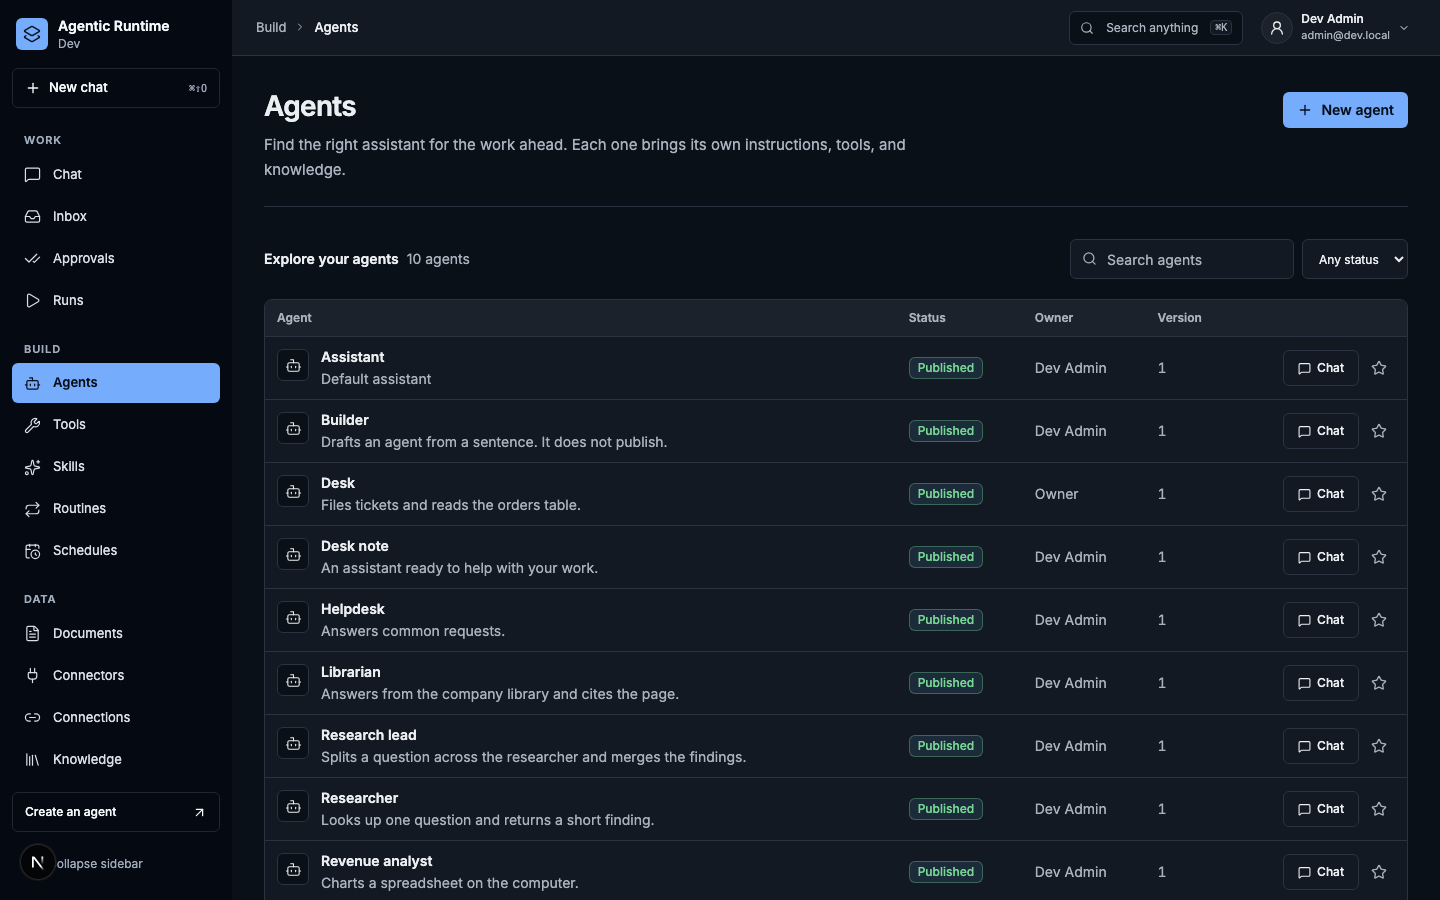 Agentic Runtime
Dev
New chat
⌘⇧O
WORK
Chat
Inbox
Approvals
Runs
BUILD
Agents
Tools
Skills
Routines
Schedules
DATA
Documents
Connectors
Connections
Knowledge
Create an agent
N
ollapse sidebar
Build
Agents
Search anything
⌘K
Dev Admin
admin@dev.local
Agents
New agent
Find the right assistant for the work ahead. Each one brings its own instructions, tools, and
knowledge.
Explore your agents 10 agents
Search agents
Any status
Agent Status Owner Version
Assistant
Default assistant
Published Dev Admin 1 Chat
Builder
Drafts an agent from a sentence. It does not publish.
Published Dev Admin 1 Chat
Desk
Files tickets and reads the orders table.
Published Owner 1 Chat
Desk note
An assistant ready to help with your work.
Published Dev Admin 1 Chat
Helpdesk
Answers common requests.
Published Dev Admin 1 Chat
Librarian
Answers from the company library and cites the page.
Published Dev Admin 1 Chat
Research lead
Splits a question across the researcher and merges the findings.
Published Dev Admin 1 Chat
Researcher
Looks up one question and returns a short finding.
Published Dev Admin 1 Chat
Revenue analyst
Charts a spreadsheet on the computer.
Published Dev Admin 1 Chat